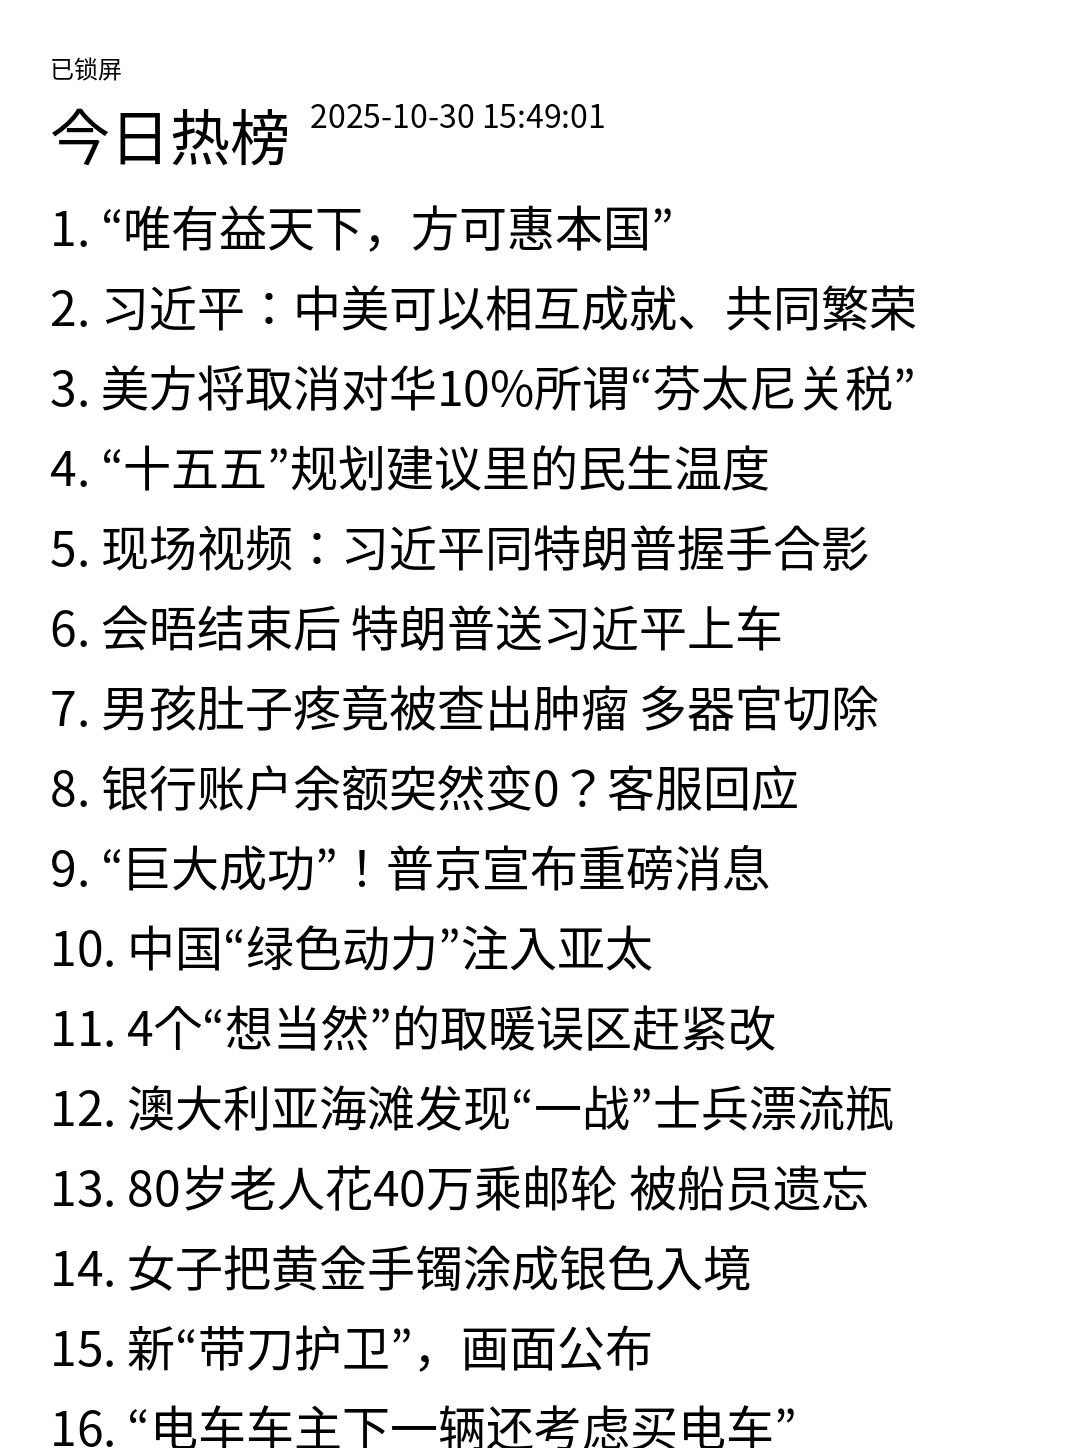 已锁屏
今日热榜 2025-10-30 15:49:01
1. “唯有益天下，方可惠本国”
2. 习近平：中美可以相互成就、共同繁荣
3. 美方将取消对华10%所谓“芬太尼关税”
4. “十五五”规划建议里的民生温度
5. 现场视频：习近平同特朗普握手合影
6. 会晤结束后 特朗普送习近平上车
7. 男孩肚子疼竟被查出肿瘤 多器官切除
8. 银行账户余额突然变0？客服回应
9. “巨大成功”！普京宣布重磅消息
10. 中国“绿色动力”注入亚太
11. 4个“想当然”的取暖误区赶紧改
12. 澳大利亚海滩发现“一战”士兵漂流瓶
13. 80岁老人花40万乘邮轮 被船员遗忘
14. 女子把黄金手镯涂成银色入境
15. 新“带刀护卫”，画面公布
16. “电车车主下一辆还考虑买电车”